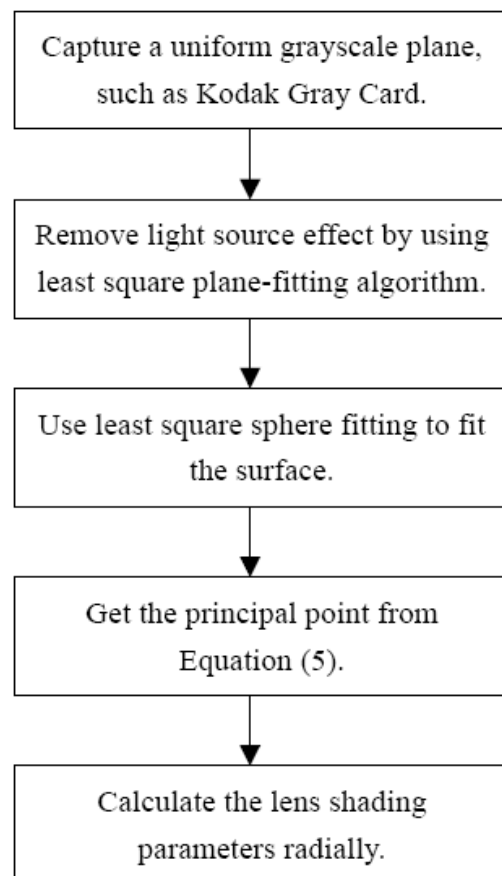 Capture a uniform grayscale plane,
such as Kodak Gray Card.
Remove light source effect by using
least square plane-fitting algorithm.
Use least square sphere fitting to fit
the surface.
Get the principal point from
Equation (5).
Calculate the lens shading
parameters radially.